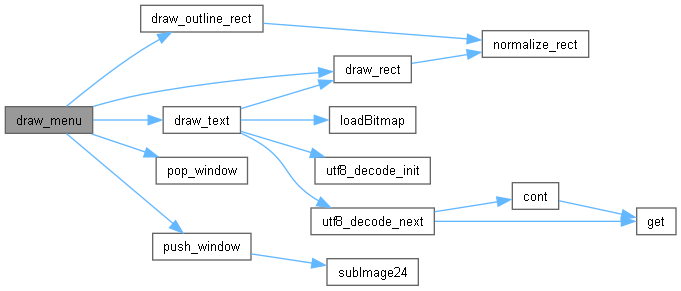 draw_outline_rect
normalize_rect
draw_rect
draw_menu
draw_text
loadBitmap
pop_window
utf8_decode_init
cont
utf8_decode_next
get
push_window
subImage24